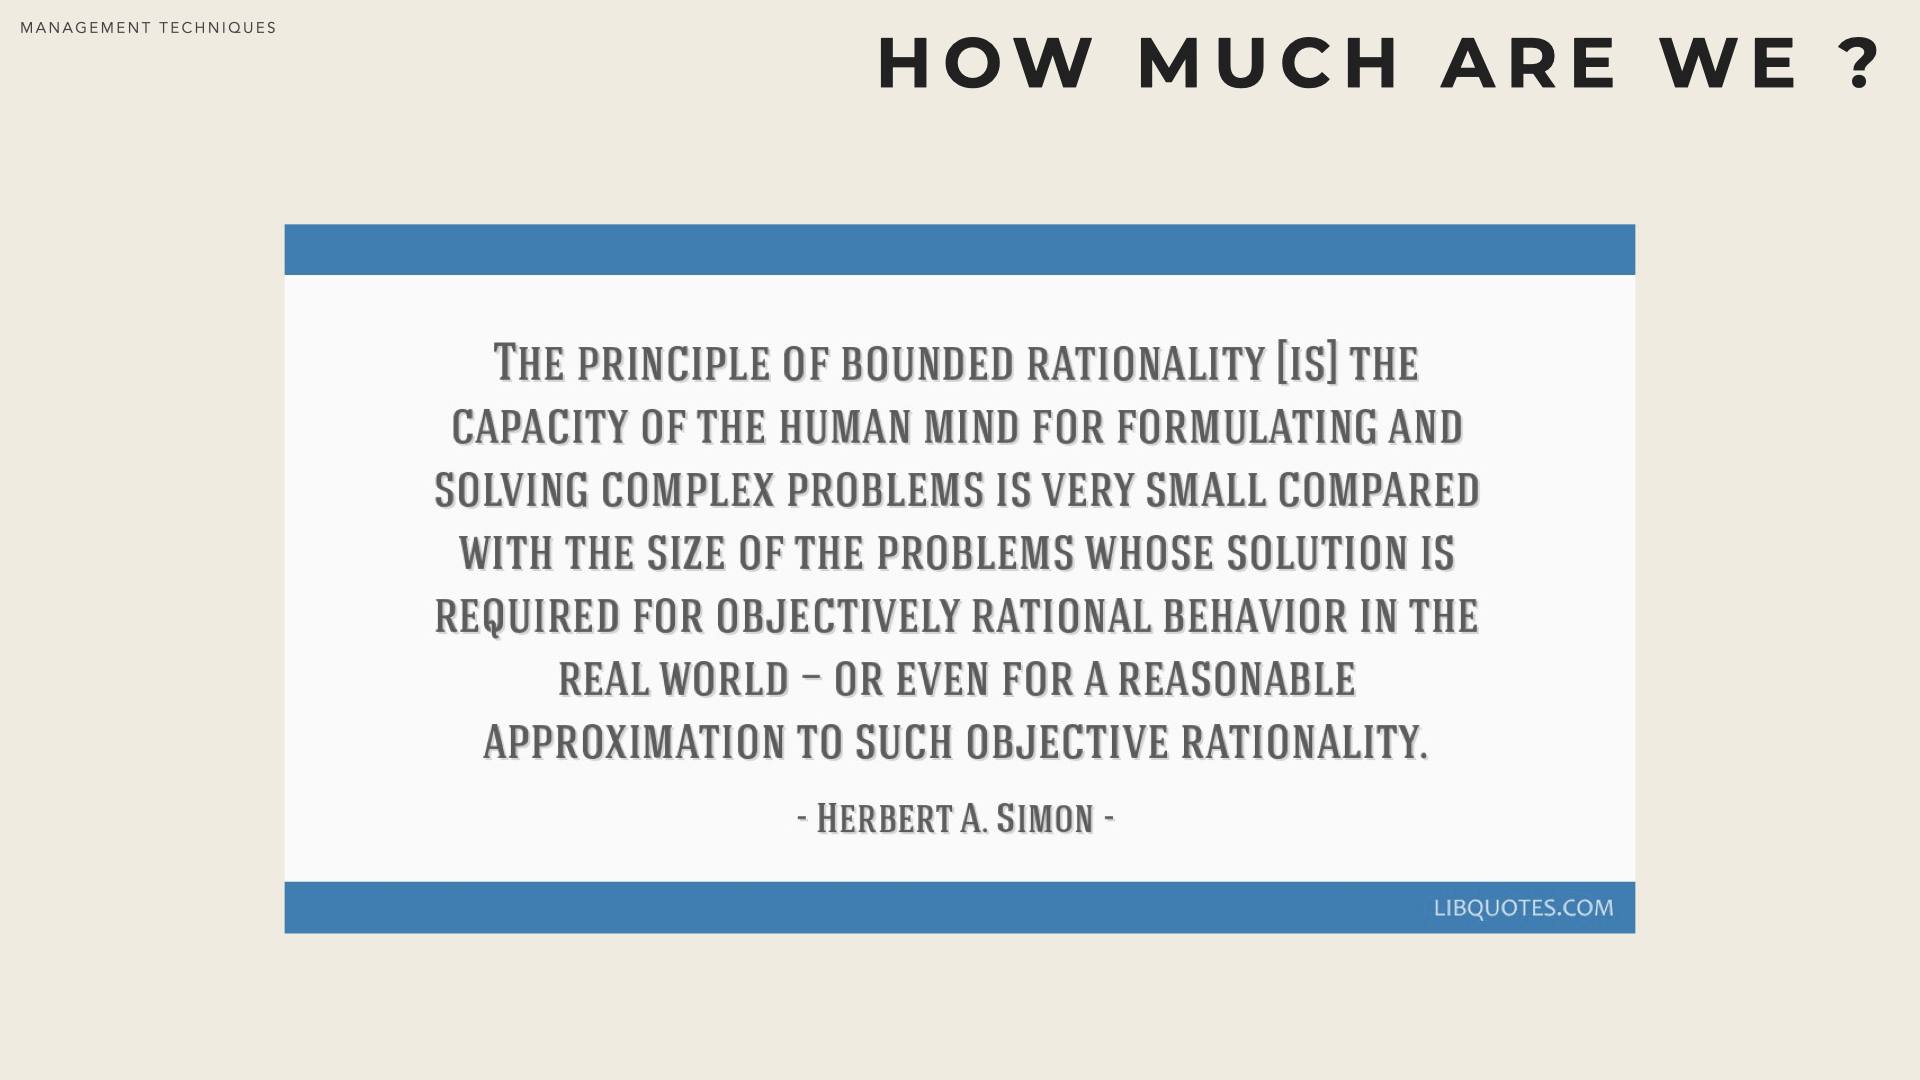 MANAGEMENT TECHNIQUES
HOW MUCH ARE WE ?
The principle of bounded rationality [is] the
capacity of the human mind for formulating and
solving complex problems is very small compared
with the size of the problems whose solution is
required for objectively rational behavior in the
real world – or even for a reasonable
approximation to such objective rationality.
- Herbert A. Simon -
LIBQUOTES.COM